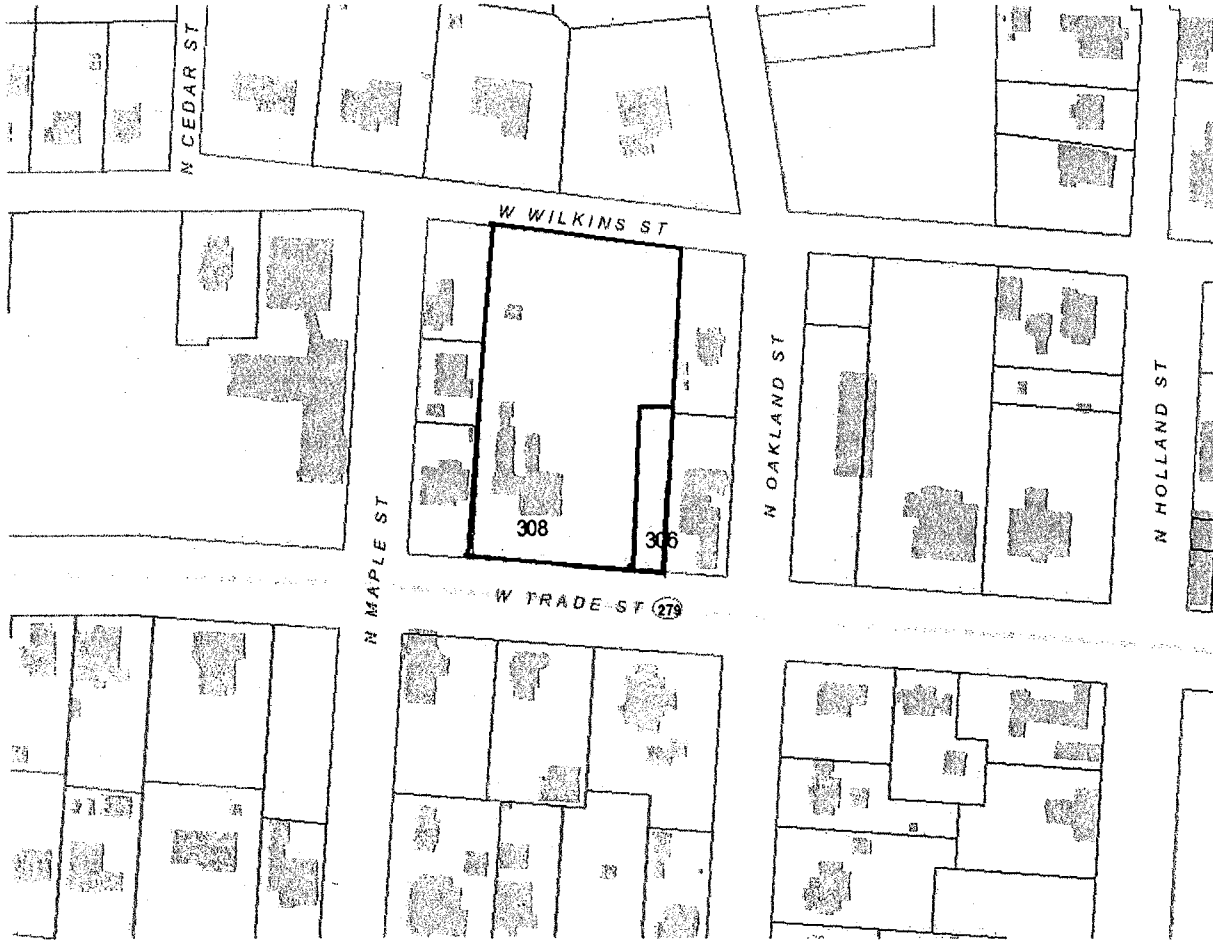 N CEDAR ST
W WILKINS ST
N OAKLAND ST
N HOLLAND ST
N MAPLE ST
308
306
W TRADE ST 279